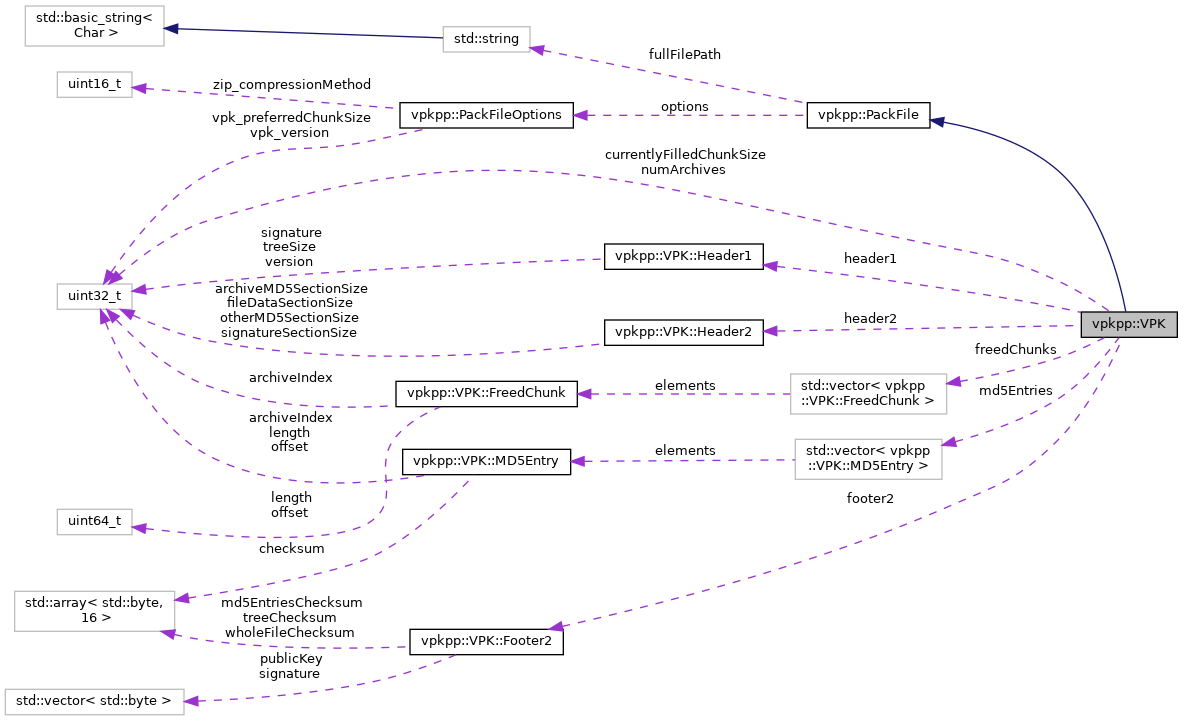 std::basic_string<
Char >
std::string
fullFilePath
uint16_t
zip_compressionMethod
vpkpp::PackFileOptions
options
vpkpp::PackFile
vpk_preferredChunkSize
vpk_version
currentlyFilledChunkSize
numArchives
signature
treeSize
version
vpkpp::VPK::Header1
header1
uint32_t
archiveMD5SectionSize
fileDataSectionSize
otherMD5SectionSize
signatureSectionSize
vpkpp::VPK::Header2
header2
vpkpp::VPK
freedChunks
archiveIndex
vpkpp::VPK::FreedChunk
elements
std::vector< vpkpp
::VPK::FreedChunk >
md5Entries
archiveIndex
length
offset
vpkpp::VPK::MD5Entry
elements
std::vector< vpkpp
::VPK::MD5Entry >
length
offset
footer2
uint64_t
checksum
std::array< std::byte,
16 >
md5EntriesChecksum
treeChecksum
wholeFileChecksum
vpkpp::VPK::Footer2
publicKey
signature
std::vector< std::byte >